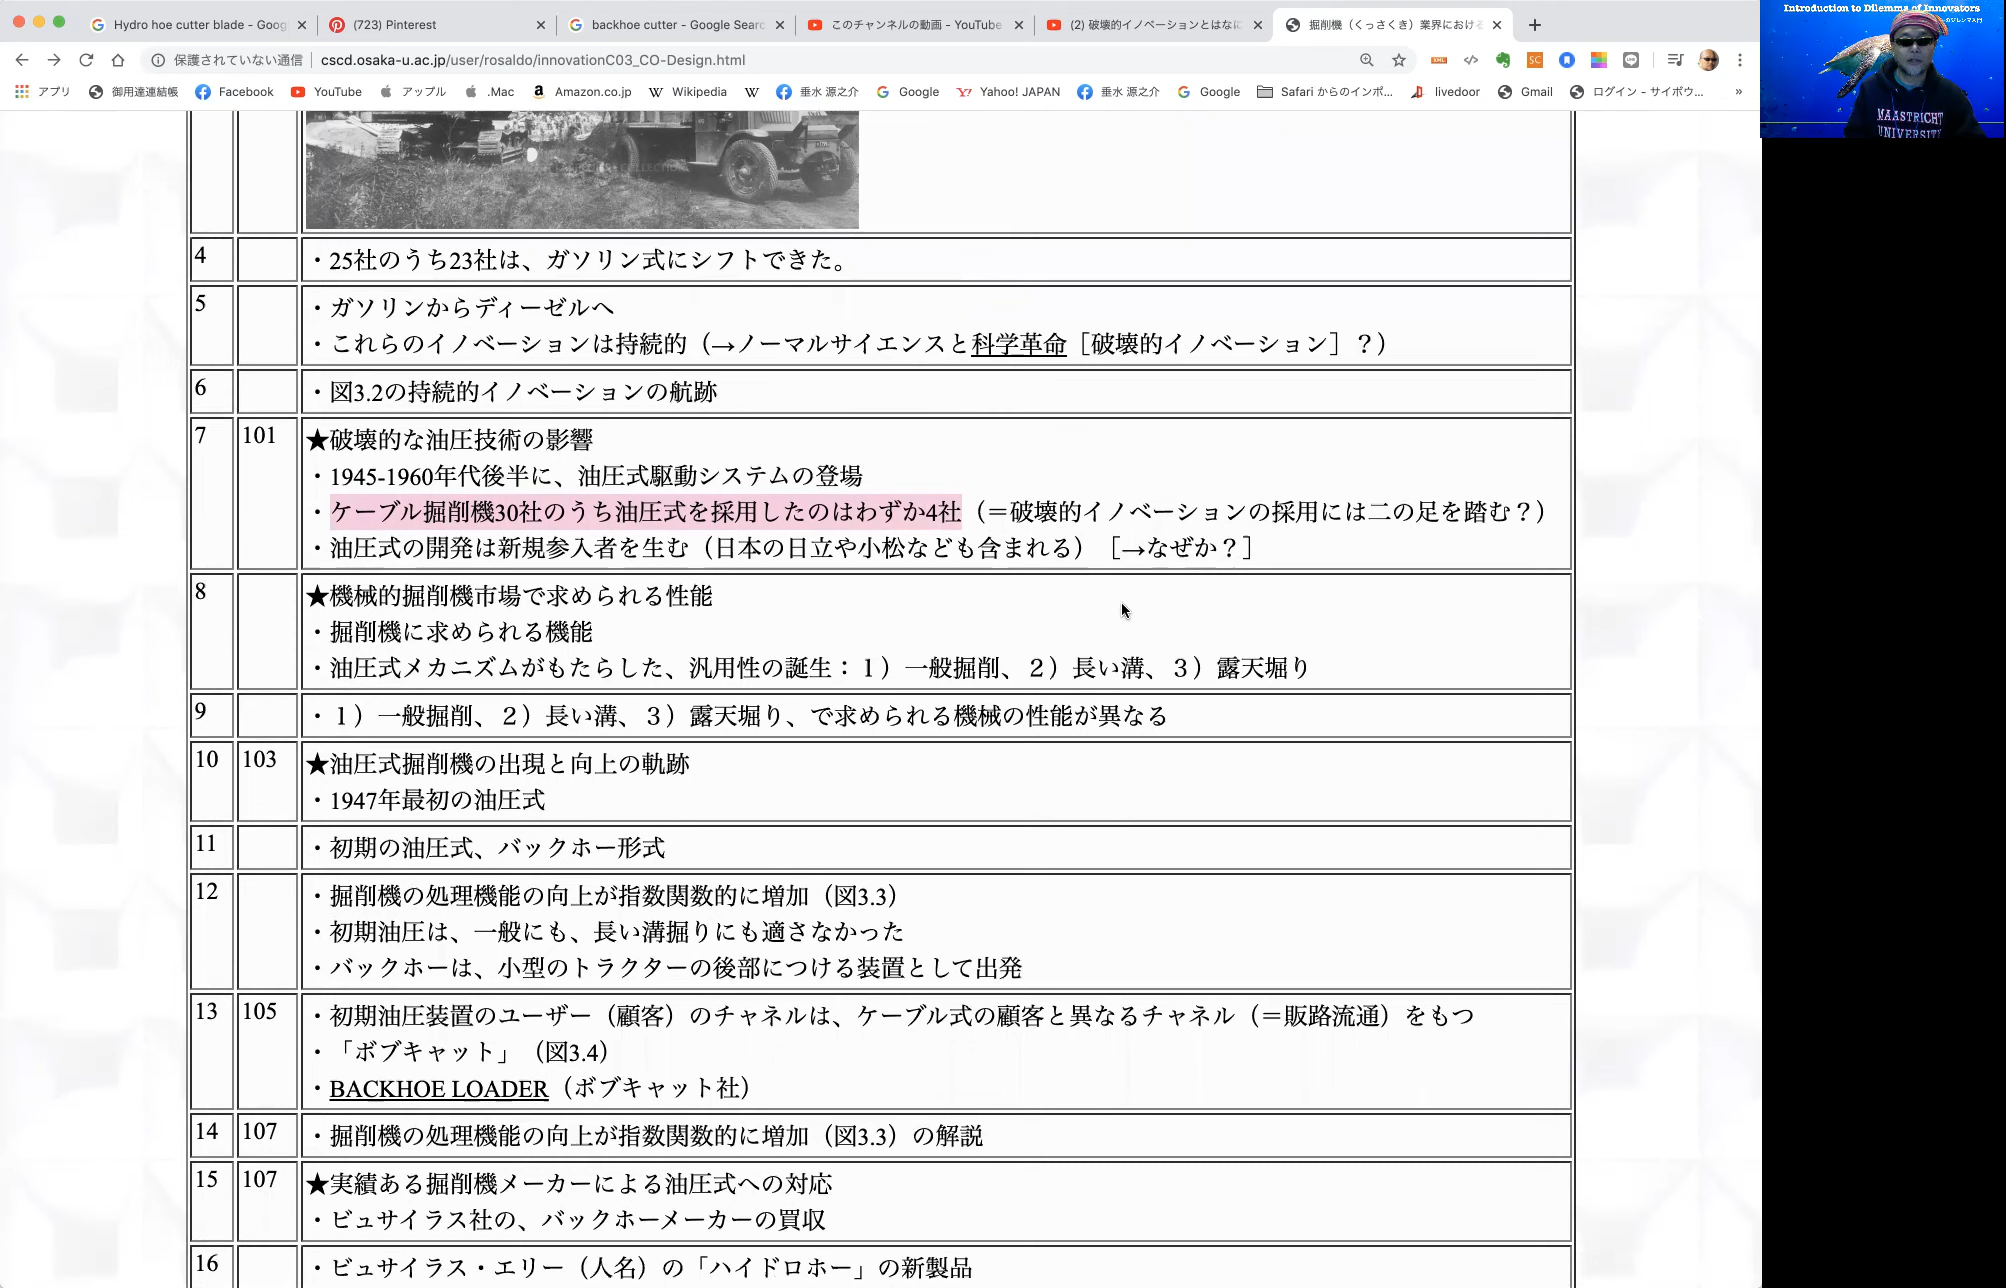 Hydro hoe cutter blade - Goog
(723) Pinterest
backhoe cutter - Google Searc
このチャンネルの動画 - YouTube
(2) 破壊的イノベーションとはなに
掘削機（くっさくき）業界における
保護されていない通信 | cscd.osaka-u.ac.jp/user/rosaldo/innovationC03_CO-Design.html
アプリ 御用達連結帳 Facebook YouTube アップル .Mac Amazon.co.jp Wikipedia 垂水 源之介 Google Yahoo! JAPAN 垂水 源之介 Google Safari からのインポ... livedoor Gmail ログイン - サイボウ... »
Introduction to Dilemma of Innovators
MAASTRICHT
UNIVERSITY
4 ・25社のうち23社は、ガソリン式にシフトできた。
5 ・ガソリンからディーゼルへ
・これらのイノベーションは持続的（→ノーマルサイエンスと科学革命［破壊的イノベーション］？）
6 ・図3.2の持続的イノベーションの航跡
7 101 ★破壊的な油圧技術の影響
・1945-1960年代後半に、油圧式駆動システムの登場
・ケーブル掘削機30社のうち油圧式を採用したのはわずか4社（＝破壊的イノベーションの採用には二の足を踏む？）
・油圧式の開発は新規参入者を生む（日本の日立や小松なども含まれる）［→なぜか？］
8 ★機械的掘削機市場で求められる性能
・掘削機に求められる機能
・油圧式メカニズムがもたらした、汎用性の誕生：１）一般掘削、２）長い溝、３）露天堀り
9 ・１）一般掘削、２）長い溝、３）露天堀り、で求められる機械の性能が異なる
10 103 ★油圧式掘削機の出現と向上の軌跡
・1947年最初の油圧式
11 ・初期の油圧式、バックホー形式
12 ・掘削機の処理機能の向上が指数関数的に増加（図3.3）
・初期油圧は、一般にも、長い溝掘りにも適さなかった
・バックホーは、小型のトラクターの後部につける装置として出発
13 105 ・初期油圧装置のユーザー（顧客）のチャネルは、ケーブル式の顧客と異なるチャネル（＝販路流通）をもつ
・「ボブキャット」（図3.4）
・BACKHOE LOADER（ボブキャット社）
14 107 ・掘削機の処理機能の向上が指数関数的に増加（図3.3）の解説
15 107 ★実績ある掘削機メーカーによる油圧式への対応
・ビュサイラス社の、バックホーメーカーの買収
16 ・ビュサイラス・エリー（人名）の「ハイドロホー」の新製品